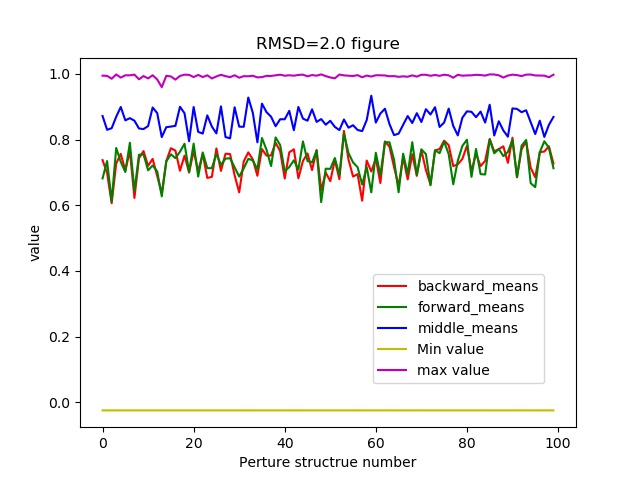 RMSD=2.0 figure
value
1.0
0.8
0.6
0.4
0.2
0.0
backward_means
forward_means
middle_means
Min value
max value
0 20 40 60 80 100
Perture structrue number